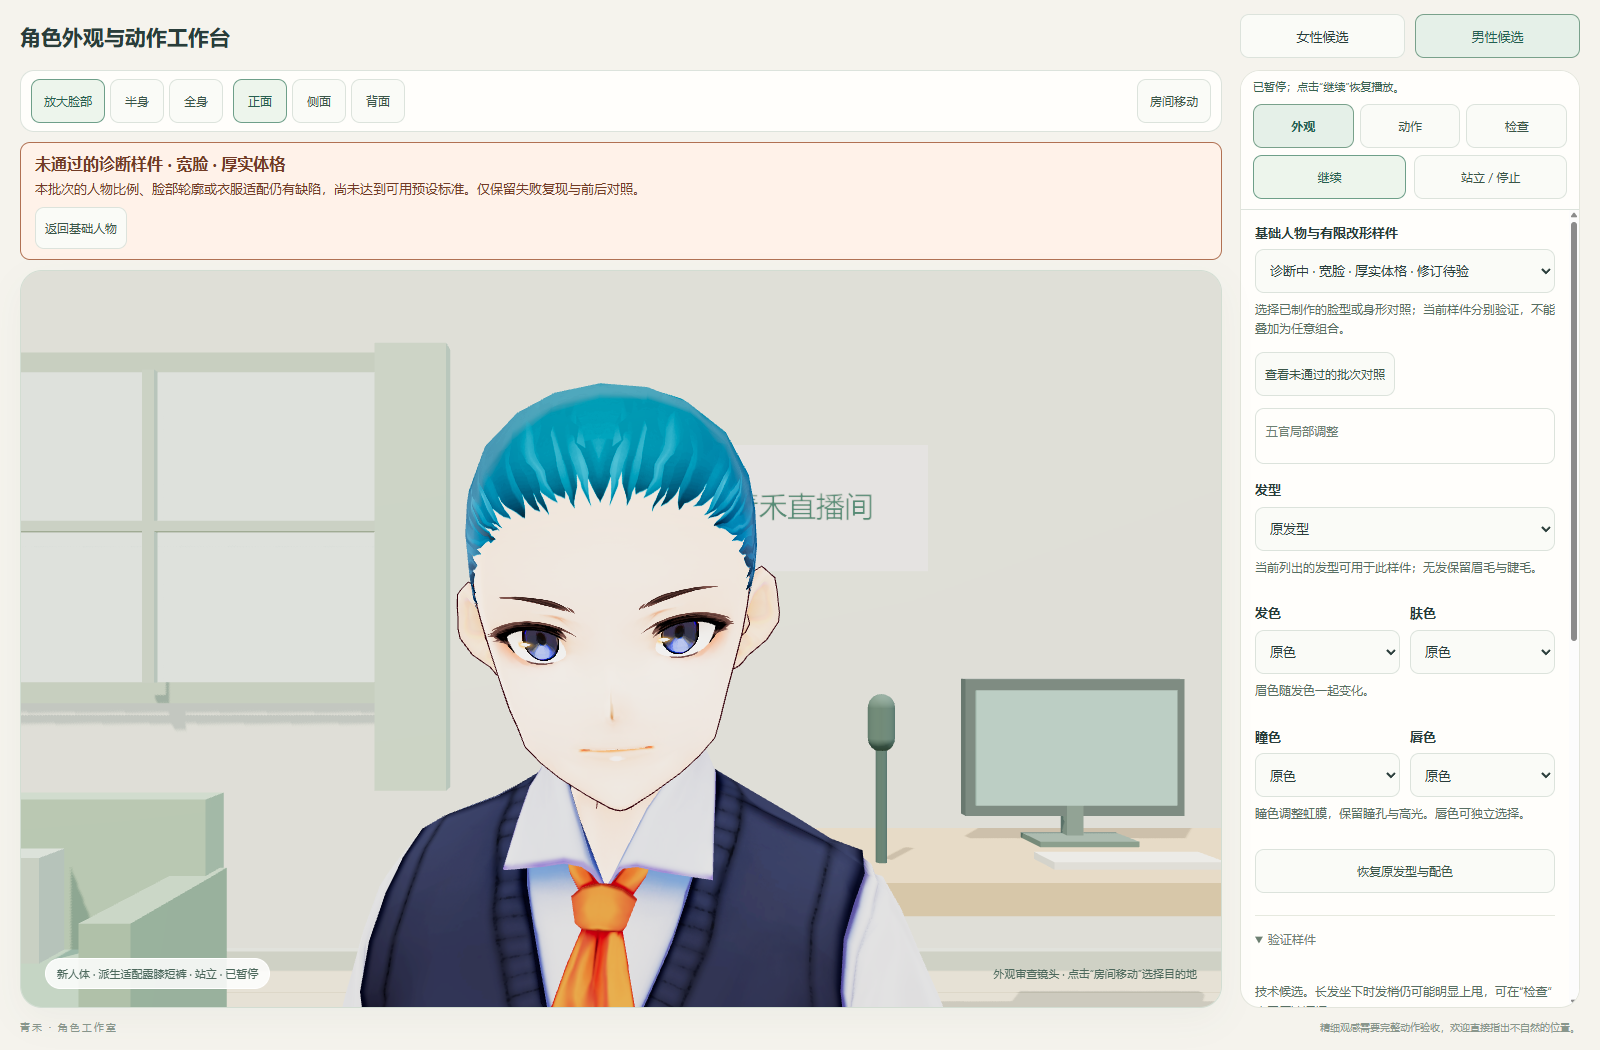 角色外观与动作工作台
女性候选
男性候选
放大脸部
半身
全身
正面
侧面
背面
房间移动
已暂停；点击“继续”恢复播放。
外观
动作
检查
继续
站立 / 停止
未通过的诊断样件 · 宽脸 · 厚实体格
本批次的人物比例、脸部轮廓或衣服适配仍有缺陷，尚未达到可用预设标准。仅保留失败复现与前后对照。
返回基础人物
禾直播间
新人体 · 派生适配露膝短裤 · 站立 · 已暂停
外观审查镜头 · 点击“房间移动”选择目的地
基础人物与有限改形样件
诊断中 · 宽脸 · 厚实体格 · 修订待验
选择已制作的脸型或身形对照；当前样件分别验证，不能
叠加为任意组合。
查看未通过的批次对照
五官局部调整
发型
原发型
当前列出的发型可用于此样件；无发保留眉毛与睫毛。
发色
肤色
原色
原色
眉色随发色一起变化。
瞳色
唇色
原色
原色
瞳色调整虹膜，保留瞳孔与高光。唇色可独立选择。
恢复原发型与配色
▼ 验证样件
技术候选。长发坐下时发梢仍可能明显上甩，可在“检查”
青禾 · 角色工作室
精细观感需要完整动作验收，欢迎直接指出不自然的位置。